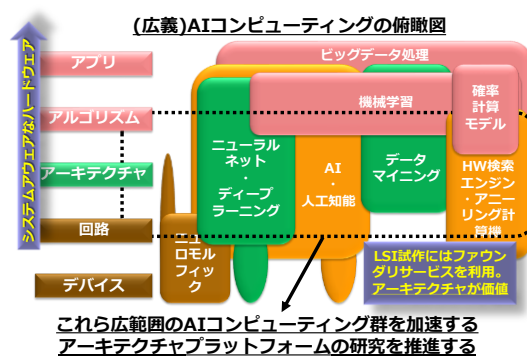 (広義)AIコンピューティングの俯瞰図
システムアウェアなハードウェア
アプリ
アルゴリズム
アーキテクチャ
回路
デバイス
ビッグデータ処理
機械学習
確率
計算
モデル
ニューラル
ネット
・
ディープ
ラーニング
AI
・
人工知能
データ
マイニング
HW検索
エンジン
・アニー
リング計
算機
ニュー
ロモル
フィッ
ク
LSI試作にはファウン
ダリサービスを利用。
アーキテクチャが価値
これら広範囲のAIコンピューティング群を加速する
アーキテクチャプラットフォームの研究を推進する